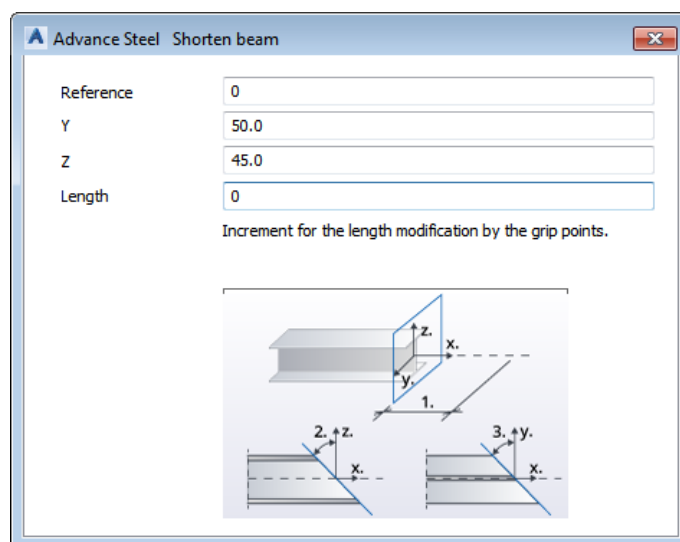 Advance Steel Shorten beam
Reference 0
Y 50.0
Z 45.0
Length 0
Increment for the length modification by the grip points.
z.
x.
y.
1.
2. z. 3. y.
x. x.